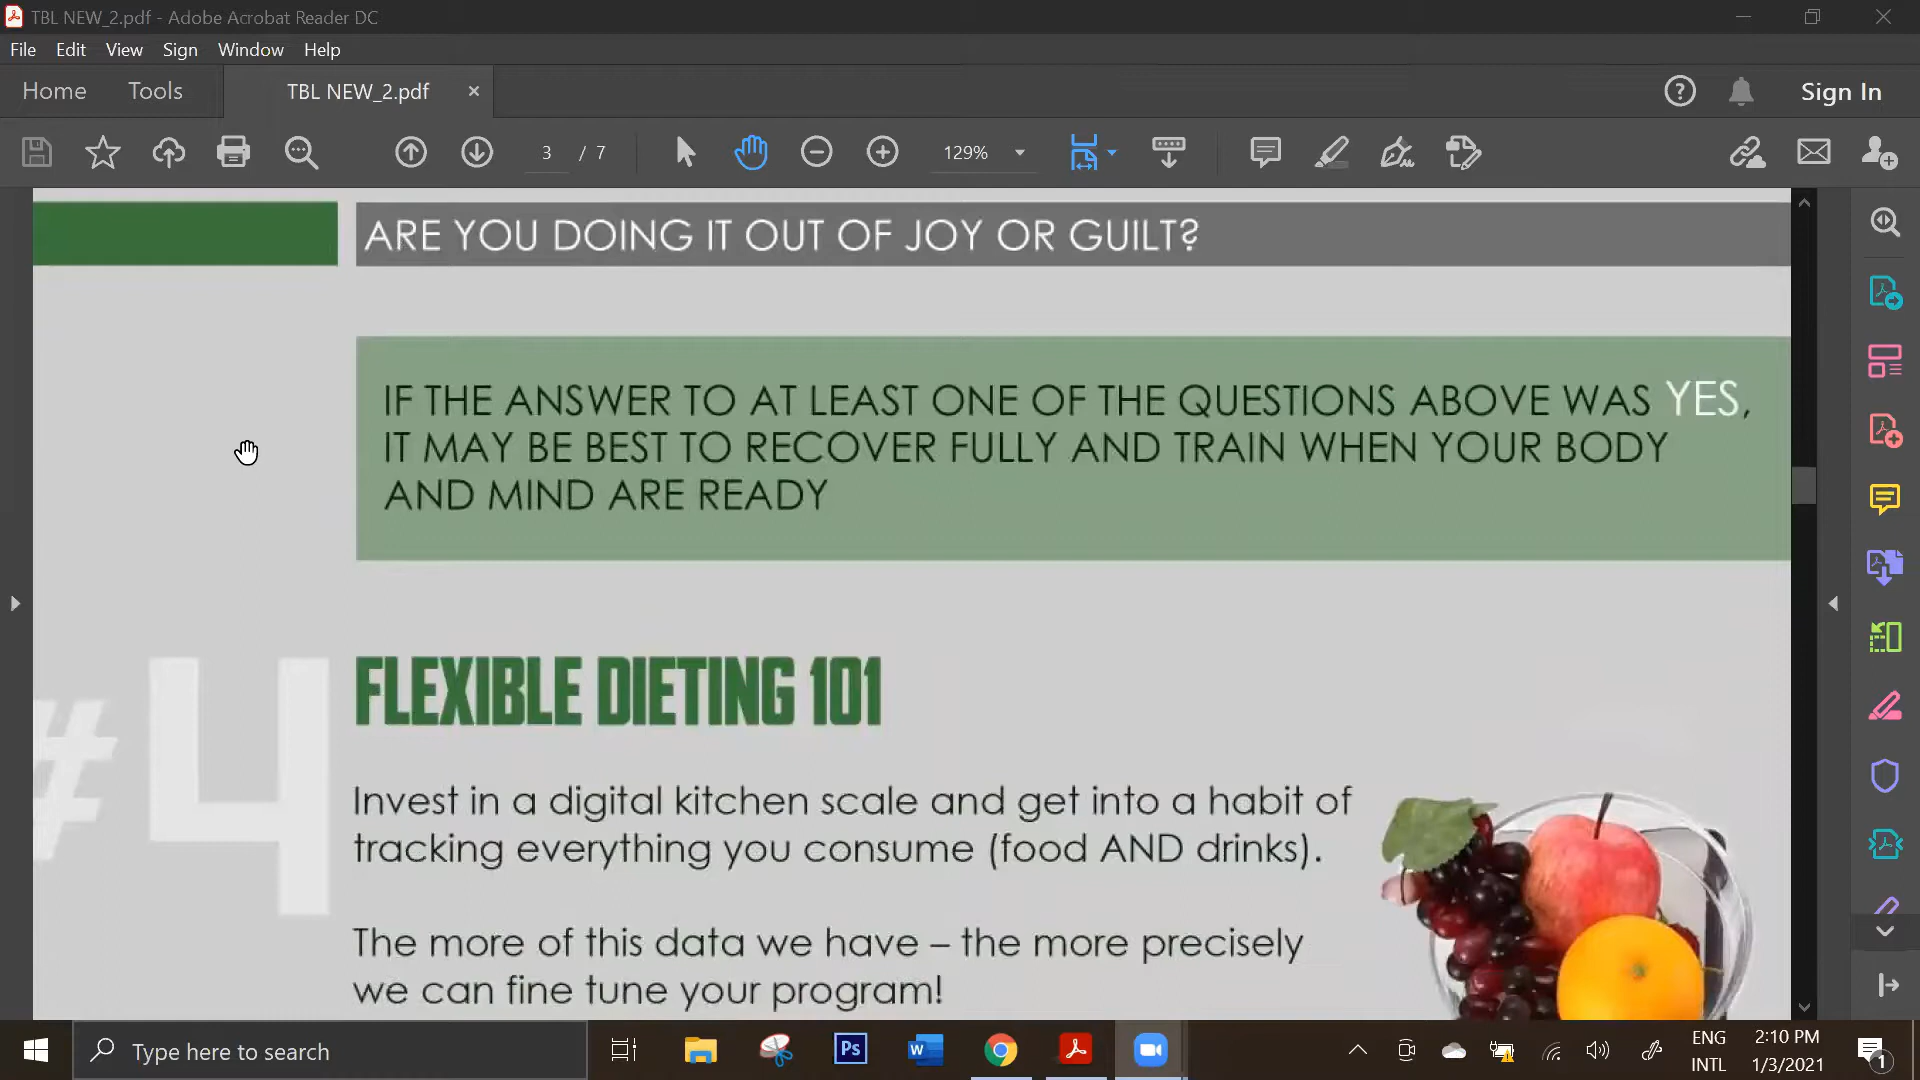 TBL NEW_2.pdf - Adobe Acrobat Reader DC
File Edit View Sign Window Help
Home Tools TBL NEW_2.pdf × Sign In
3 / 7 129%
ARE YOU DOING IT OUT OF JOY OR GUILT?
IF THE ANSWER TO AT LEAST ONE OF THE QUESTIONS ABOVE WAS YES,
IT MAY BE BEST TO RECOVER FULLY AND TRAIN WHEN YOUR BODY
AND MIND ARE READY
#4
FLEXIBLE DIETING 101
Invest in a digital kitchen scale and get into a habit of
tracking everything you consume (food AND drinks).
The more of this data we have – the more precisely
we can fine tune your program!
Type here to search
Ps
W
ENG
INTL
2:10 PM
1/3/2021
1